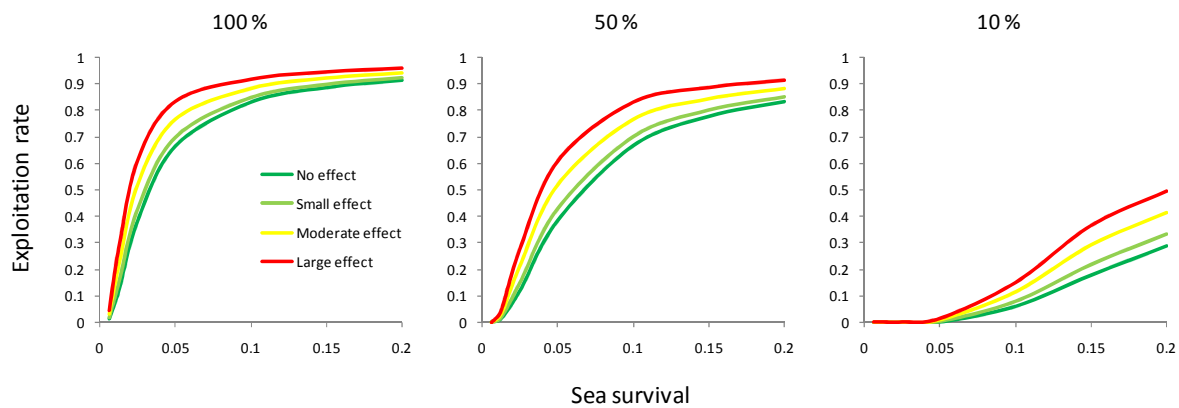 100 % 50 % 10 %
Exploitation rate
1 1 1
0.9 0.9 0.9
0.8 0.8 0.8
0.7 0.7 0.7
0.6 0.6 0.6
No effect
0.5 0.5 0.5
Small effect
0.4 0.4 0.4
Moderate effect
0.3 0.3 0.3
Large effect
0.2 0.2 0.2
0.1 0.1 0.1
0 0 0
0 0.05 0.1 0.15 0.2 0 0.05 0.1 0.15 0.2 0 0.05 0.1 0.15 0.2
Sea survival